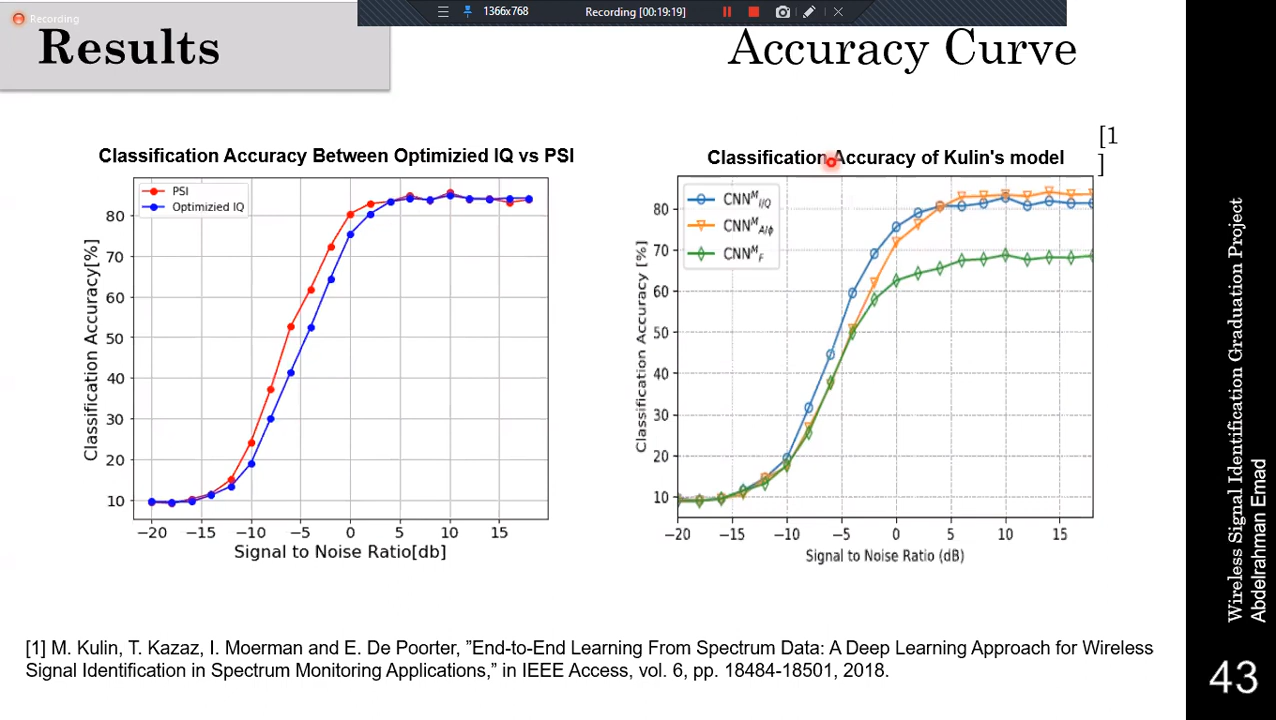 Recording
1366x768
Recording [00:19:19]
Results
Accuracy Curve
Classification Accuracy Between Optimizied IQ vs PSI
PSI
Optimizied IQ
80
70
60
50
40
30
20
10
Classification Accuracy[%]
−20 −15 −10 −5 0 5 10 15
Signal to Noise Ratio[db]
Classification Accuracy of Kulin's model
[1
]
CNN^M_I/Q
CNN^M_A/ϕ
CNN^M_F
80
70
60
50
40
30
20
10
Classification Accuracy [%]
−20 −15 −10 −5 0 5 10 15
Signal to Noise Ratio (dB)
[1] M. Kulin, T. Kazaz, I. Moerman and E. De Poorter, ”End-to-End Learning From Spectrum Data: A Deep Learning Approach for Wireless
Signal Identification in Spectrum Monitoring Applications,” in IEEE Access, vol. 6, pp. 18484-18501, 2018.
Wireless Signal Identification Graduation Project
Abdelrahman Emad
43